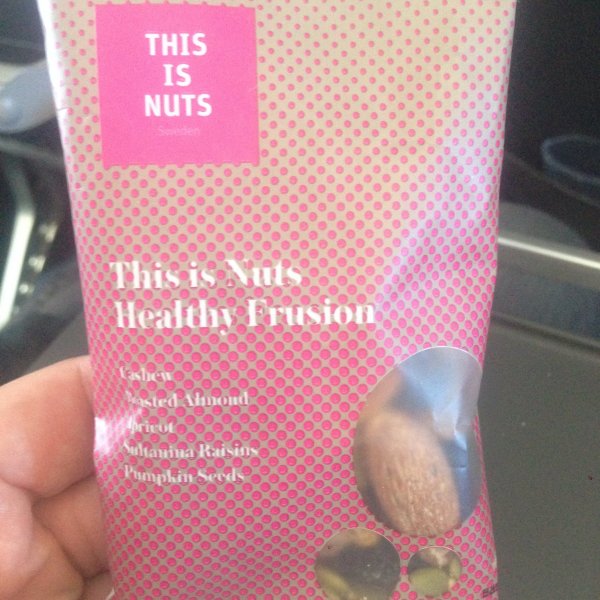 THIS
IS
NUTS
Sweden
This is Nuts
Healthy Frusion
Cashew
Roasted Almond
Apricot
Sultanina Raisins
Pumpkin Seeds